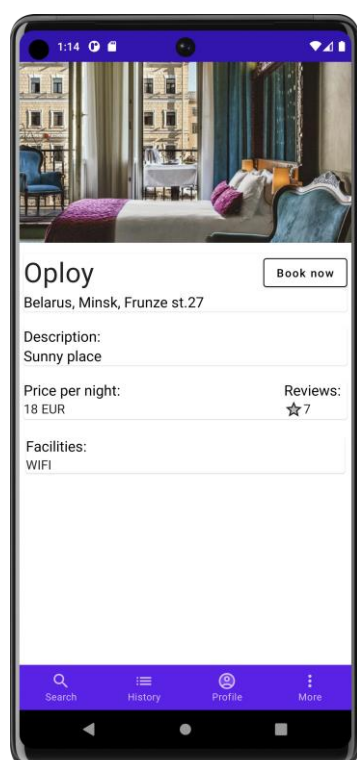 1:14
Oploy
Book now
Belarus, Minsk, Frunze st.27
Description:
Sunny place
Price per night:
Reviews:
18 EUR
7
Facilities:
WIFI
Search
History
Profile
More